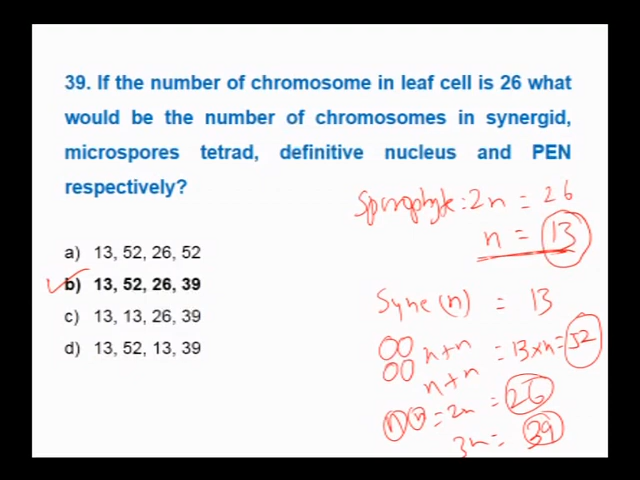 39. If the number of chromosome in leaf cell is 26 what
would be the number of chromosomes in synergid,
microspores tetrad, definitive nucleus and PEN
respectively?
Sporophyte: 2n = 26
n = 13
a) 13, 52, 26, 52
b) 13, 52, 26, 39
c) 13, 13, 26, 39
d) 13, 52, 13, 39
Syne (n) = 13
n+n = 13×n = 52
n+n
n n = 2n = 26
3n = 39